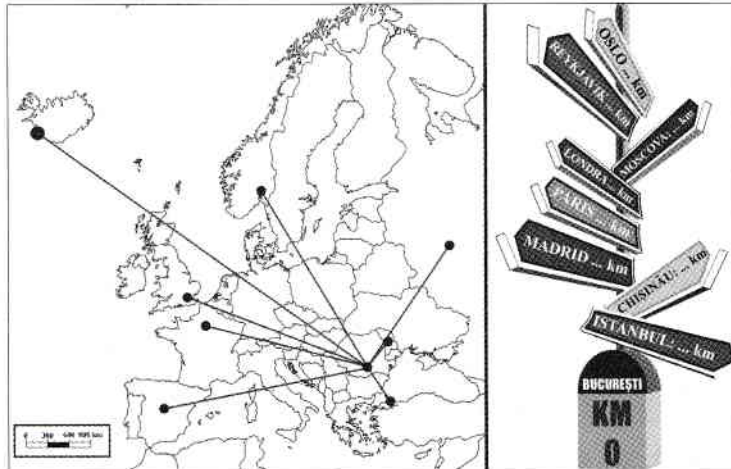 OSLO ... km
REYKJAVIK ... km
MOSCOVA: ... km
LONDRA ... km
PARIS ... km
MADRID ... km
CHIȘINĂU: ... km
ISTANBUL: ... km
BUCUREȘTI
KM
0
0